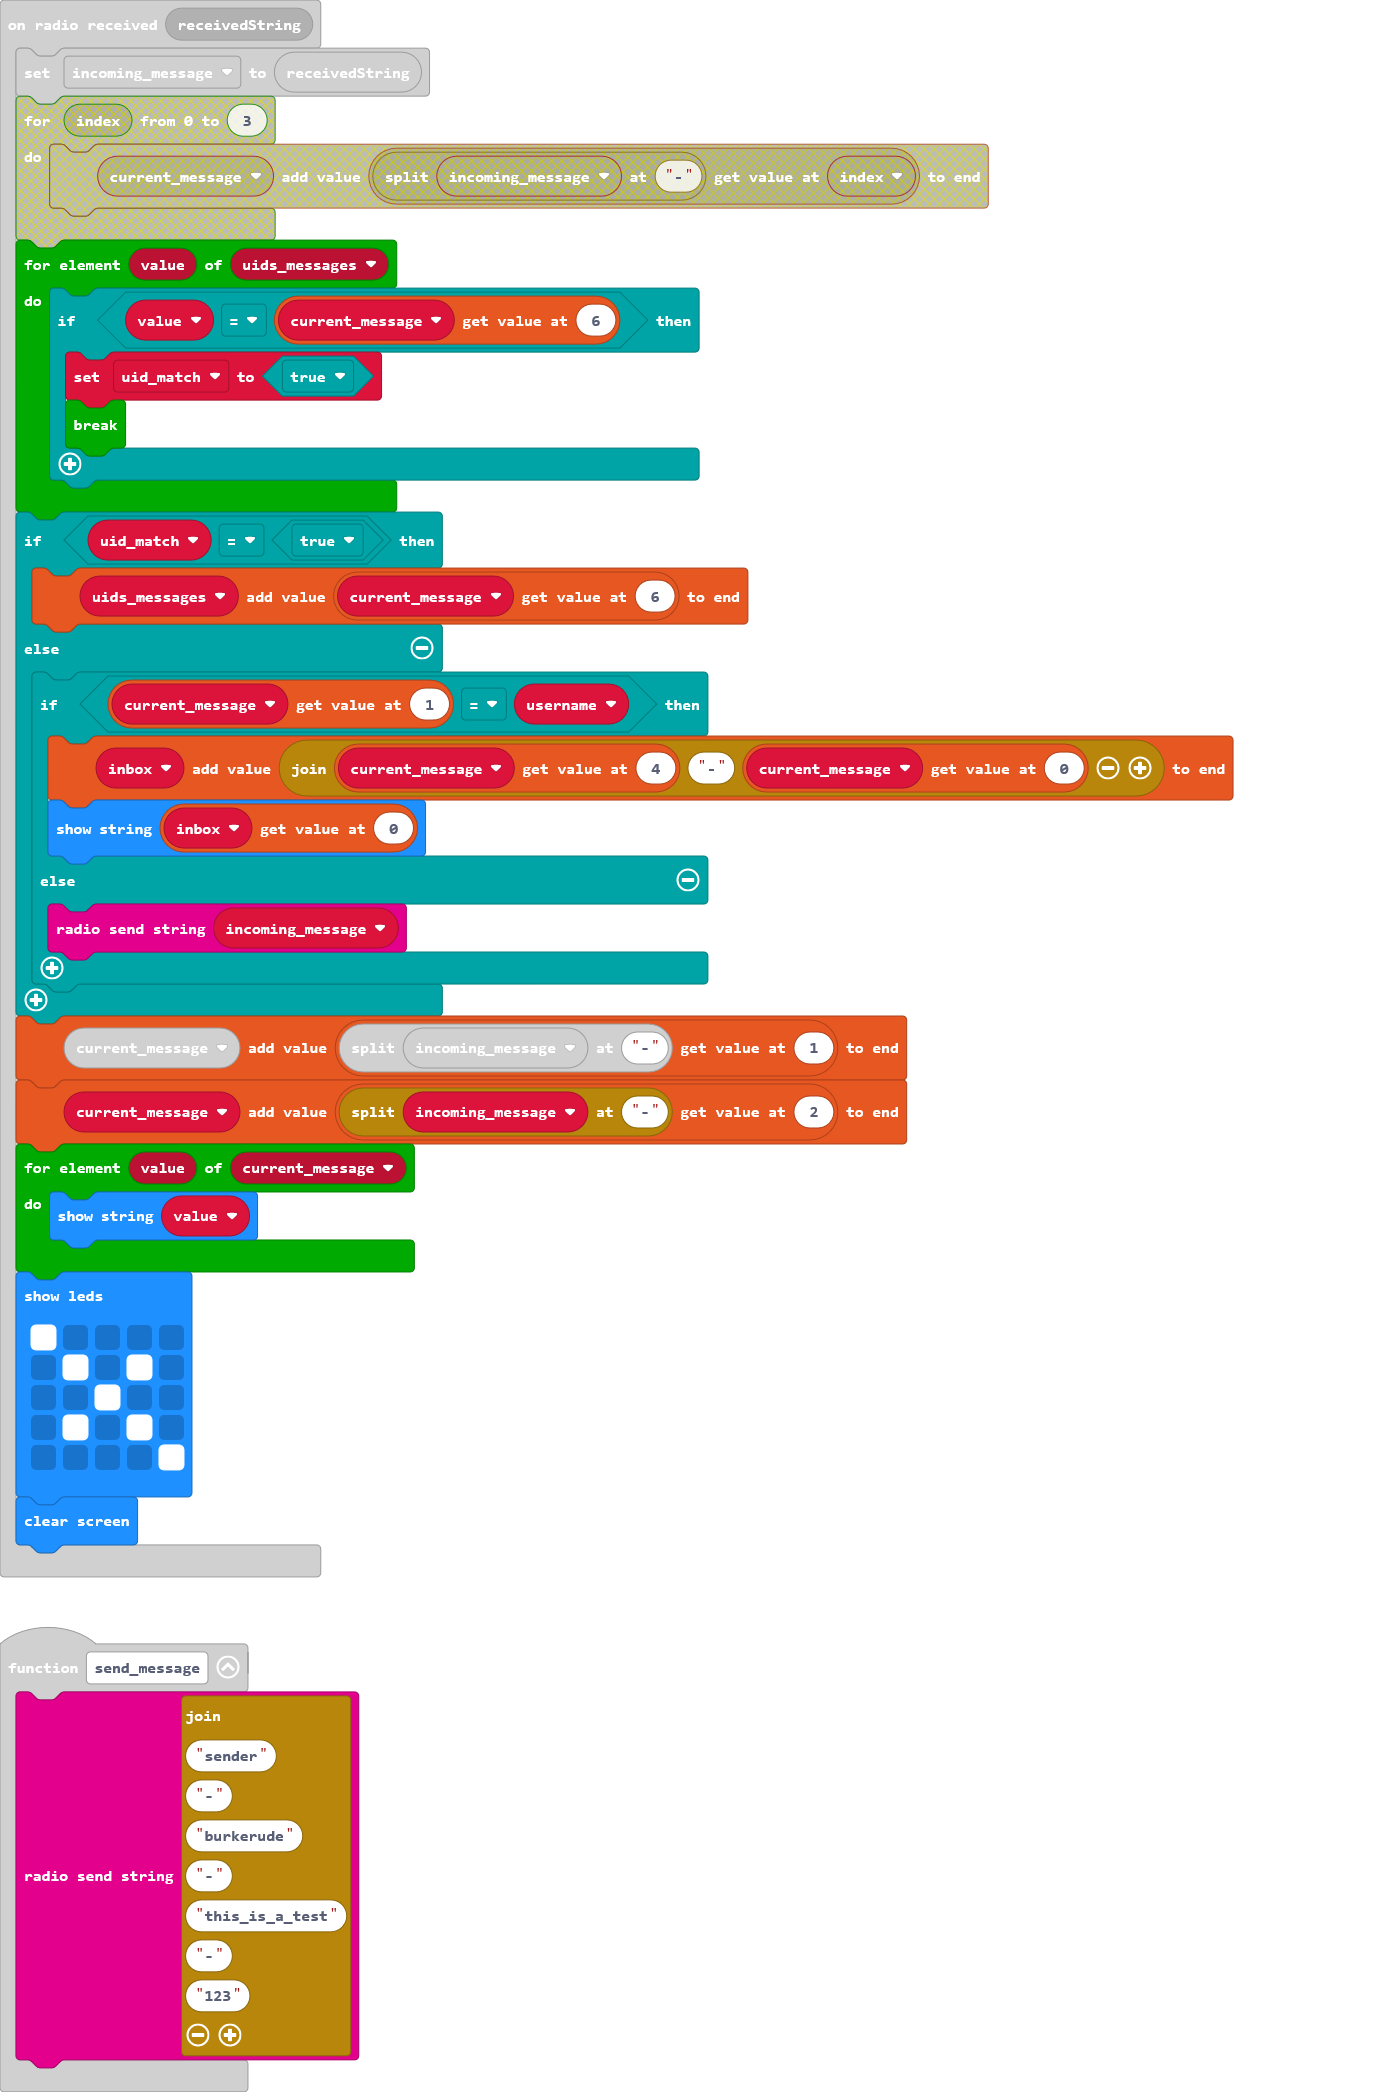 on radio received receivedString
set incoming_message to receivedString
for index from 0 to 3
do
current_message add value split incoming_message at "-" get value at index to end
for element value of uids_messages
do
if value = current_message get value at 6 then
set uid_match to true
break
if uid_match = true then
uids_messages add value current_message get value at 6 to end
else
if current_message get value at 1 = username then
inbox add value join current_message get value at 4 "-" current_message get value at 0 to end
show string inbox get value at 0
else
radio send string incoming_message
current_message add value split incoming_message at "-" get value at 1 to end
current_message add value split incoming_message at "-" get value at 2 to end
for element value of current_message
do
show string value
show leds
clear screen
function send_message
join
"sender"
"-"
"burkerude"
"-"
radio send string
"this_is_a_test"
"-"
"123"